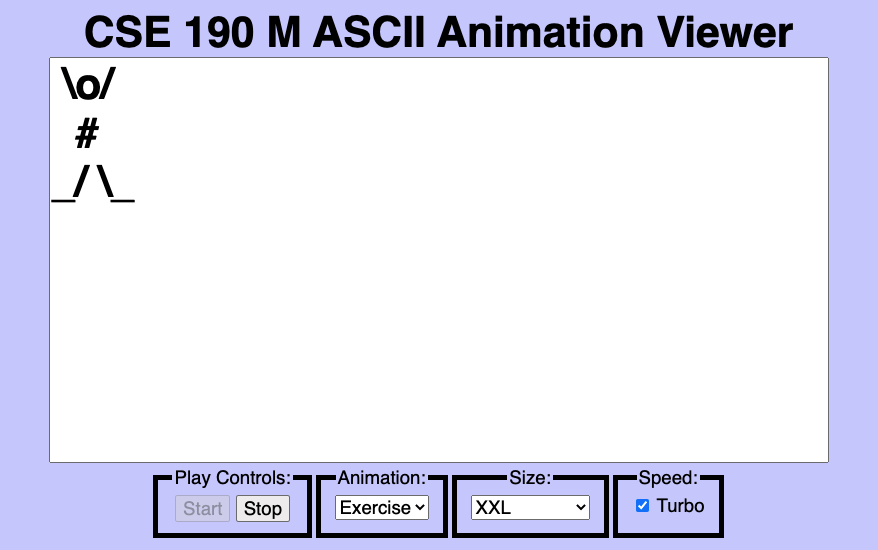 CSE 190 M ASCII Animation Viewer
 \o/
  #
_/ \_
Play Controls: Animation: Size: Speed:
Start Stop Exercise XXL Turbo